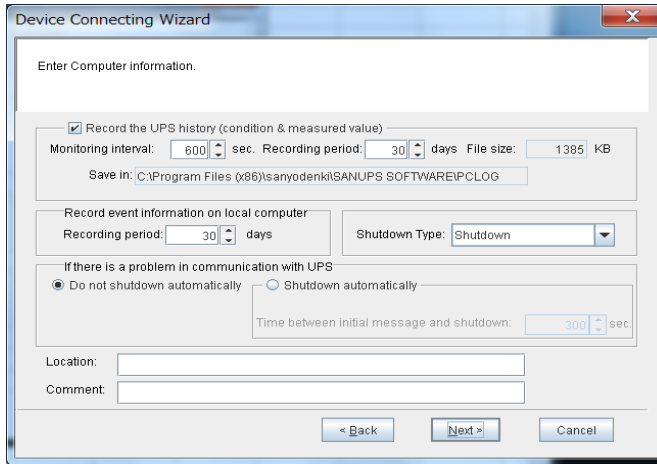 Device Connecting Wizard
Enter Computer information.
Record the UPS history (condition & measured value)
Monitoring interval: 600 sec. Recording period: 30 days File size: 1385 KB
Save in: C:\Program Files (x86)\sanyodenki\SANUPS SOFTWARE\PCLOG
Record event information on local computer
Recording period: 30 days
Shutdown Type: Shutdown
If there is a problem in communication with UPS
Do not shutdown automatically
Shutdown automatically
Time between initial message and shutdown: 300 sec.
Location:
Comment:
< Back Next > Cancel